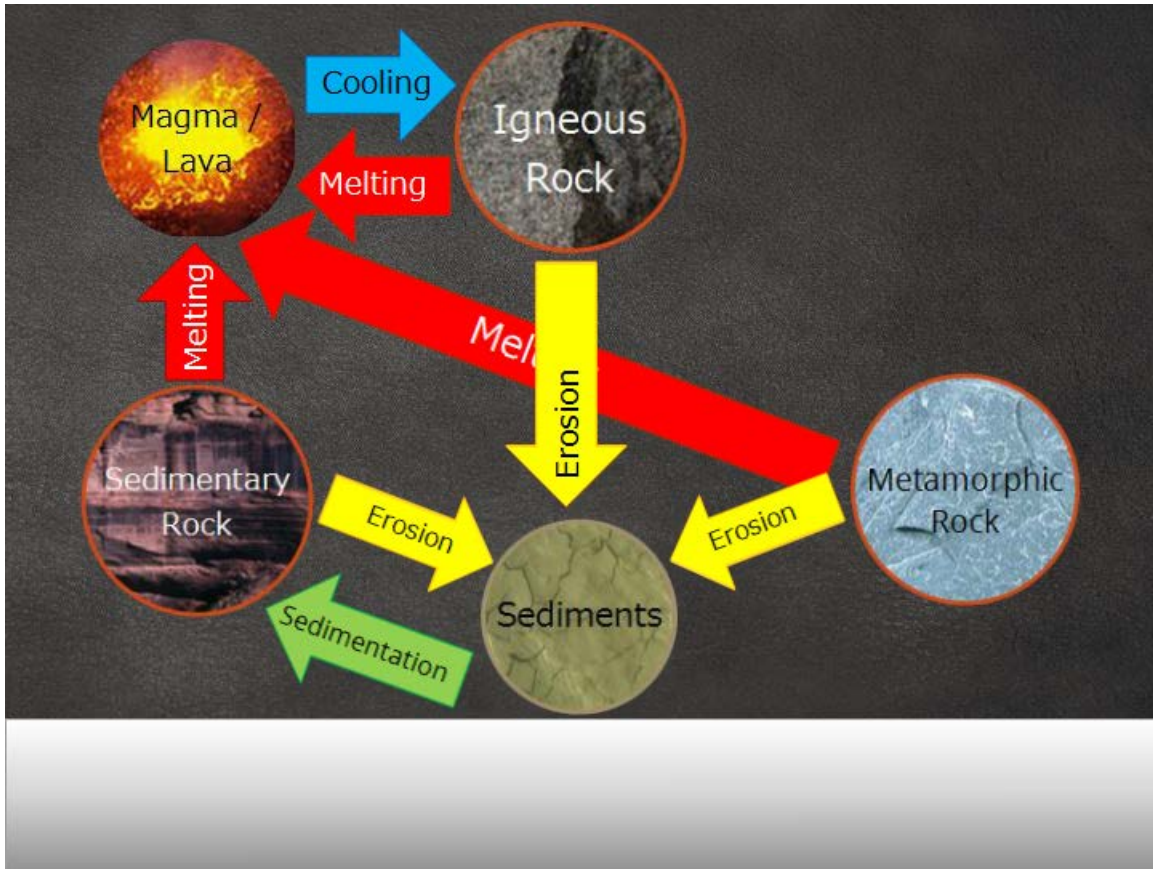 Magma /
Lava
Cooling
Igneous
Rock
Melting
Melting
Erosion
Sedimentary
Rock
Metamorphic
Rock
Erosion
Erosion
Sediments
Sedimentation